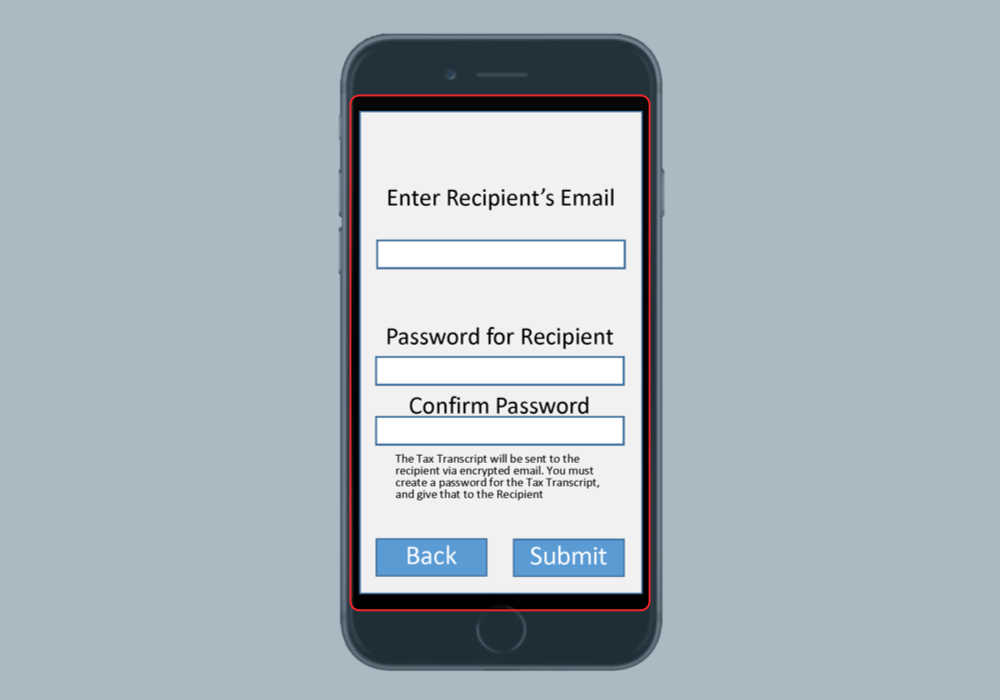 Enter Recipient’s Email
Password for Recipient
Confirm Password
The Tax Transcript will be sent to the
recipient via encrypted email. You must
create a password for the Tax Transcript,
and give that to the Recipient
Back
Submit